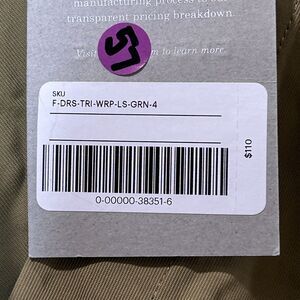 manufacturing process to our
transparent pricing breakdown.
Visit
m to learn more
57
SKU
F-DRS-TRI-WRP-LS-GRN-4
$110
0-00000-38351-6